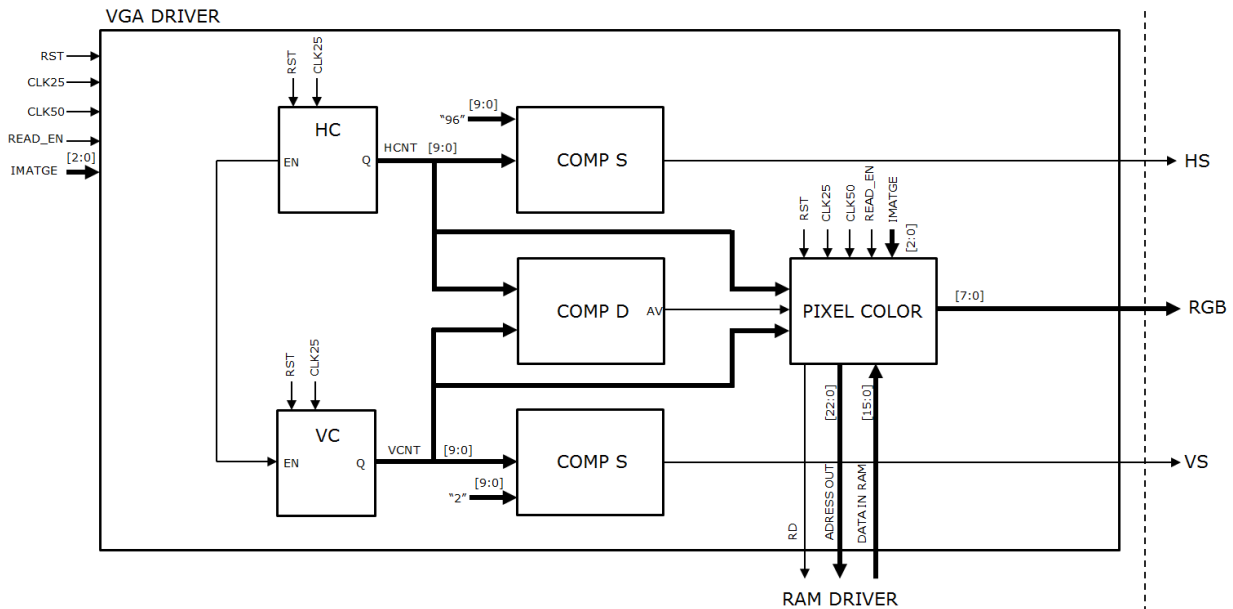 VGA DRIVER
RST
CLK25
CLK50
READ_EN
[2:0]
IMATGE
RST
CLK25
HC
EN
Q
HCNT [9:0]
[9:0]
"96"
COMP S
HS
COMP D
AV
RST
CLK25
CLK50
READ_EN
IMATGE
[2:0]
PIXEL COLOR
[7:0]
RGB
RST
CLK25
VC
EN
Q
VCNT [9:0]
[9:0]
"2"
COMP S
VS
RD
ADRESS OUT
[22:0]
DATA IN RAM
[15:0]
RAM DRIVER